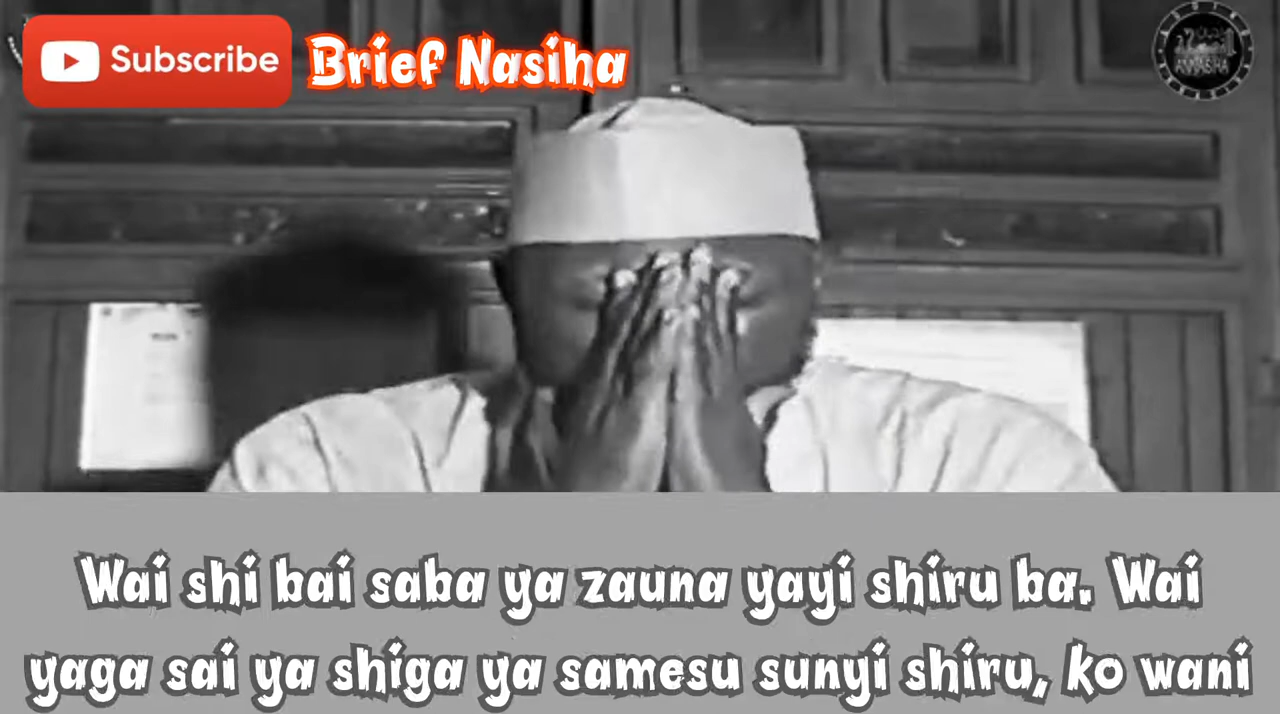 Subscribe Brief Nasiha
ANNASIHA
Wai shi bai saba ya zauna yayi shiru ba. Wai
yaga sai ya shiga ya samesu sunyi shiru, ko wani